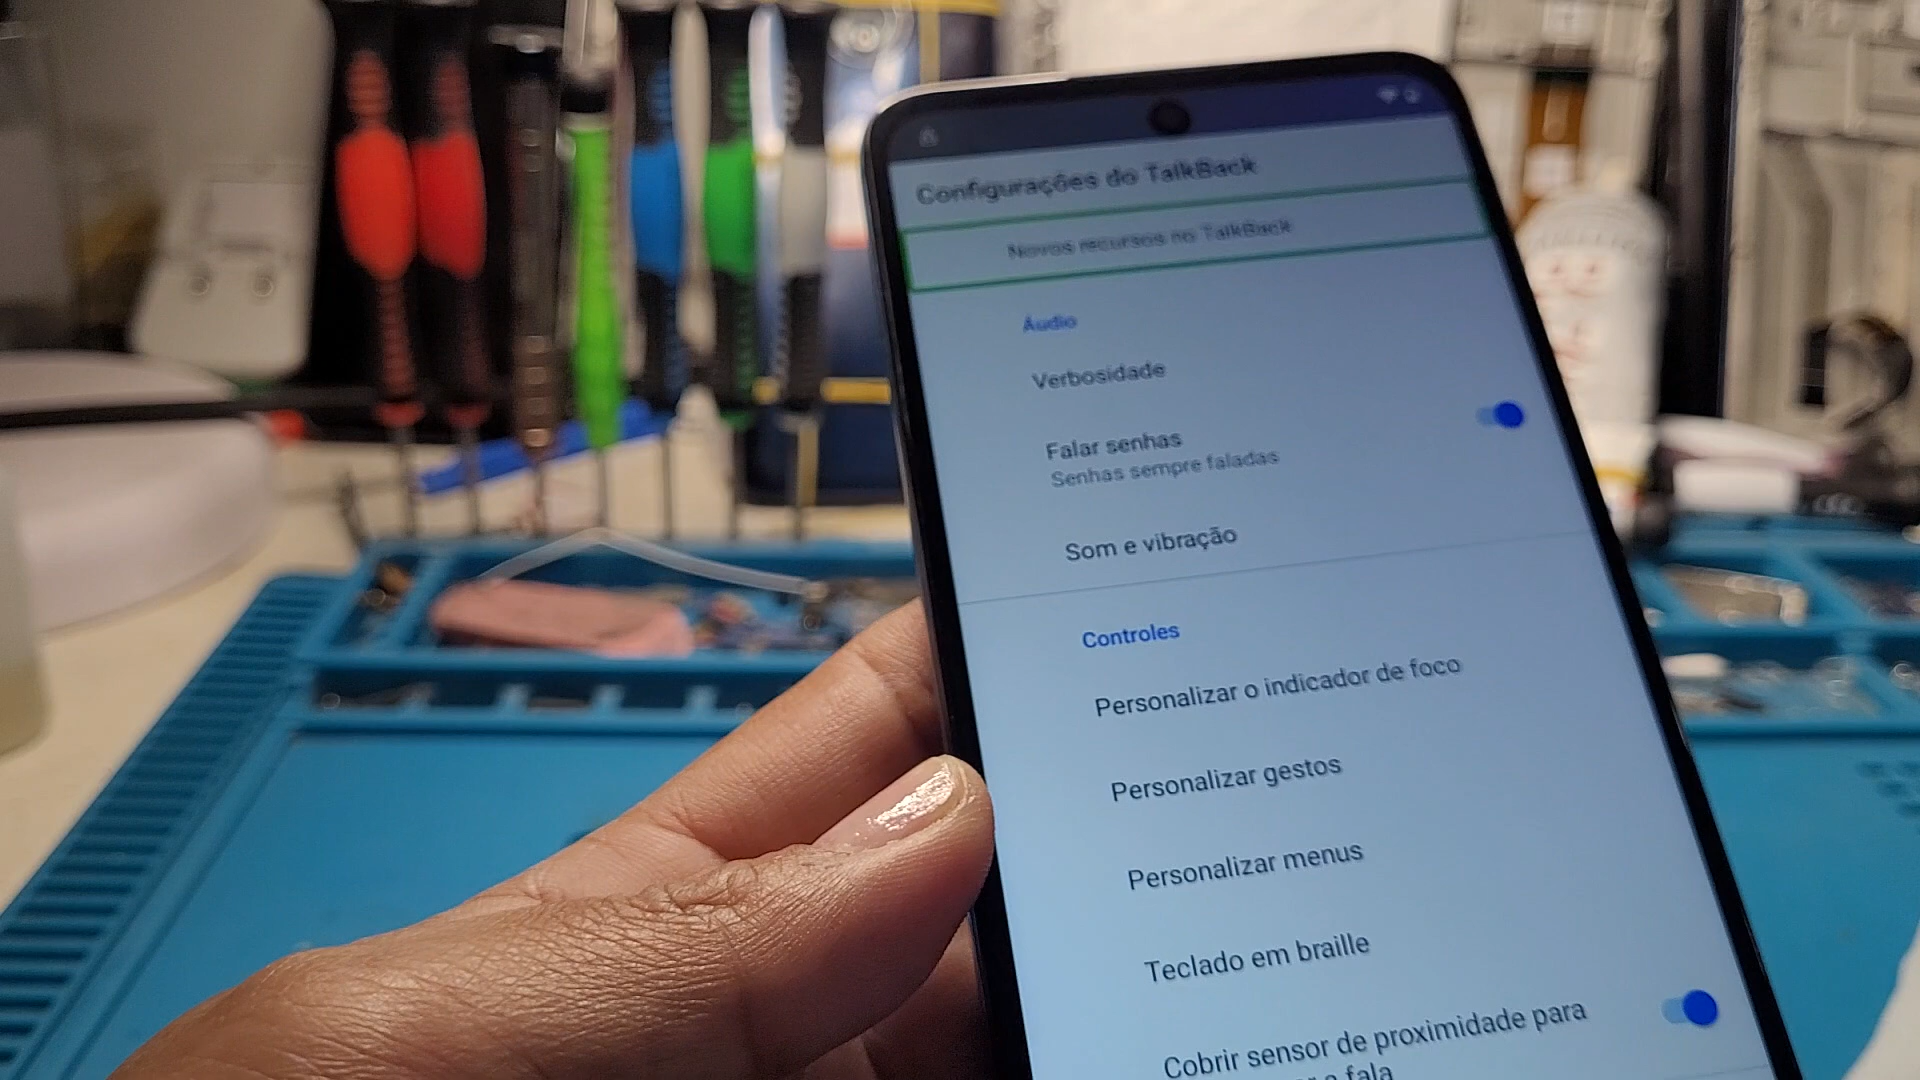 Configurações do TalkBack
Novos recursos no TalkBack
Áudio
Verbosidade
Falar senhas
Senhas sempre faladas
Som e vibração
Controles
Personalizar o indicador de foco
Personalizar gestos
Personalizar menus
Teclado em braille
Cobrir sensor de proximidade para
a fala